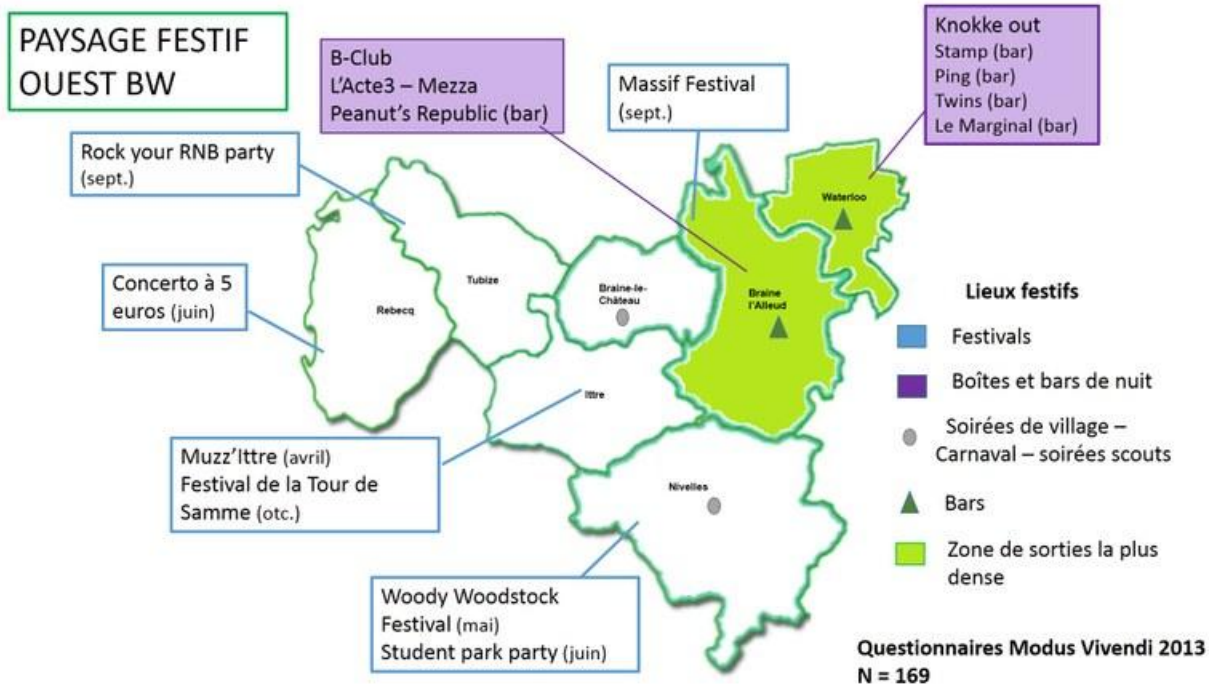 PAYSAGE FESTIF
OUEST BW
B-Club
L'Acte3 – Mezza
Peanut's Republic (bar)
Massif Festival
(sept.)
Knokke out
Stamp (bar)
Ping (bar)
Twins (bar)
Le Marginal (bar)
Rock your RNB party
(sept.)
Concerto à 5
euros (juin)
Waterloo
Tubize
Braine-le-
Château
Rebecq
Braine
l'Alleud
Ittre
Nivelles
Muzz'Ittre (avril)
Festival de la Tour de
Samme (otc.)
Woody Woodstock
Festival (mai)
Student park party (juin)
Lieux festifs
Festivals
Boîtes et bars de nuit
Soirées de village –
Carnaval – soirées scouts
Bars
Zone de sorties la plus
dense
Questionnaires Modus Vivendi 2013
N = 169